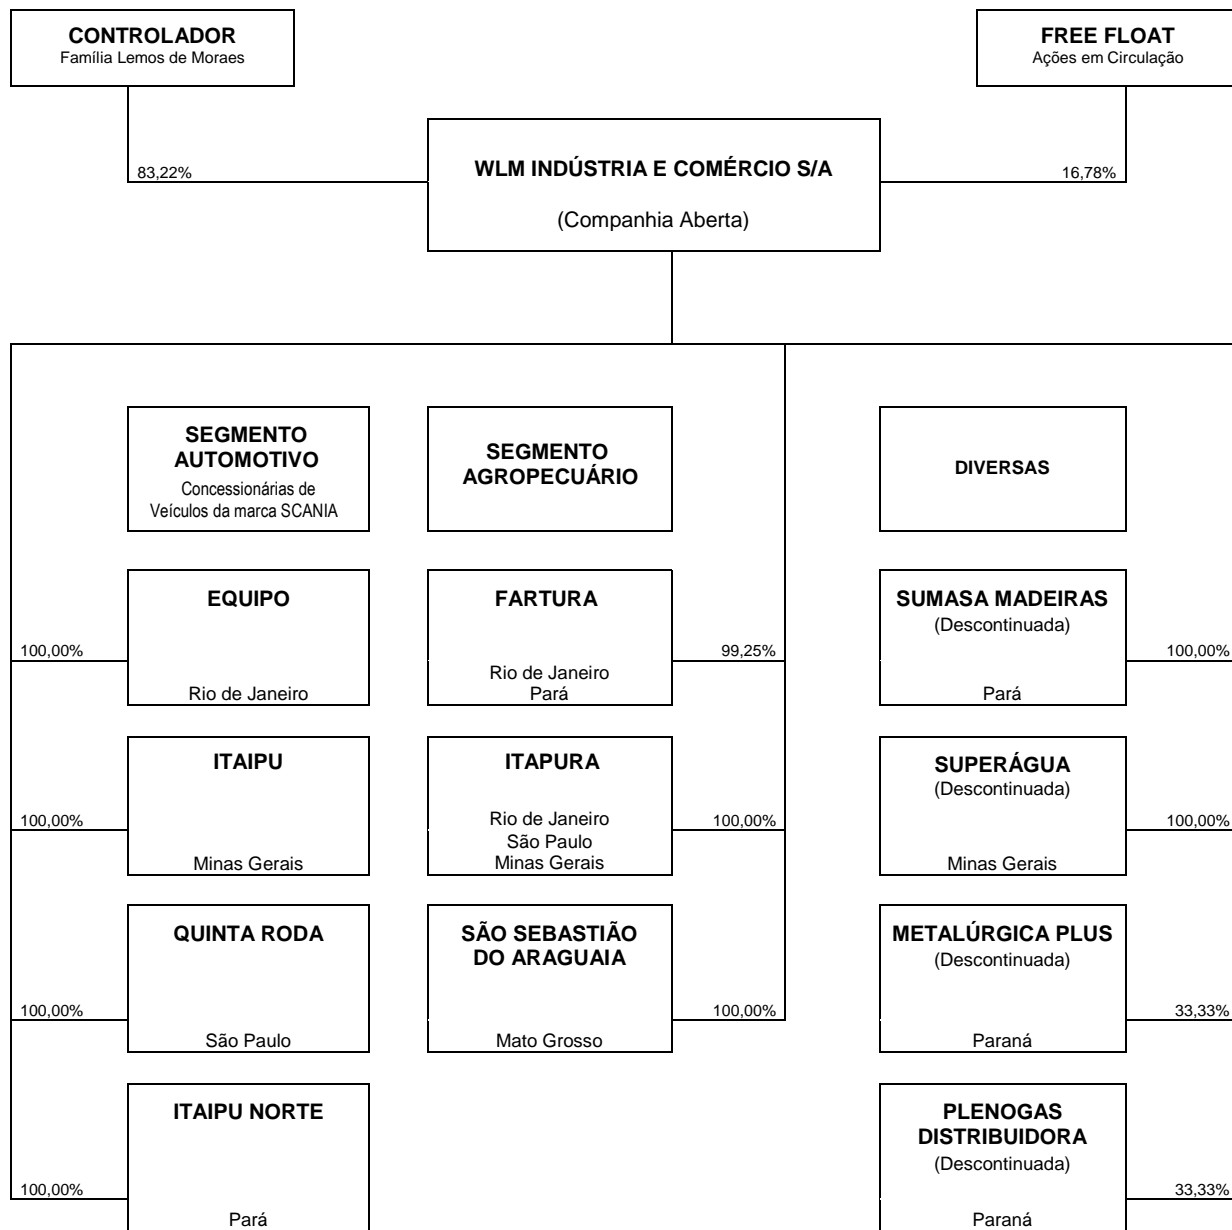 CONTROLADOR
Família Lemos de Moraes
FREE FLOAT
Ações em Circulação
83,22%
WLM INDÚSTRIA E COMÉRCIO S/A
(Companhia Aberta)
16,78%
SEGMENTO
AUTOMOTIVO
Concessionárias de
Veículos da marca SCANIA
SEGMENTO
AGROPECUÁRIO
DIVERSAS
EQUIPO
100,00%
Rio de Janeiro
FARTURA
99,25%
Rio de Janeiro
Pará
SUMASA MADEIRAS
(Descontinuada)
100,00%
Pará
ITAIPU
100,00%
Minas Gerais
ITAPURA
Rio de Janeiro
100,00%
São Paulo
Minas Gerais
SUPERÁGUA
(Descontinuada)
100,00%
Minas Gerais
QUINTA RODA
100,00%
São Paulo
SÃO SEBASTIÃO
DO ARAGUAIA
100,00%
Mato Grosso
METALÚRGICA PLUS
(Descontinuada)
33,33%
Paraná
ITAIPU NORTE
100,00%
Pará
PLENOGAS
DISTRIBUIDORA
(Descontinuada)
33,33%
Paraná